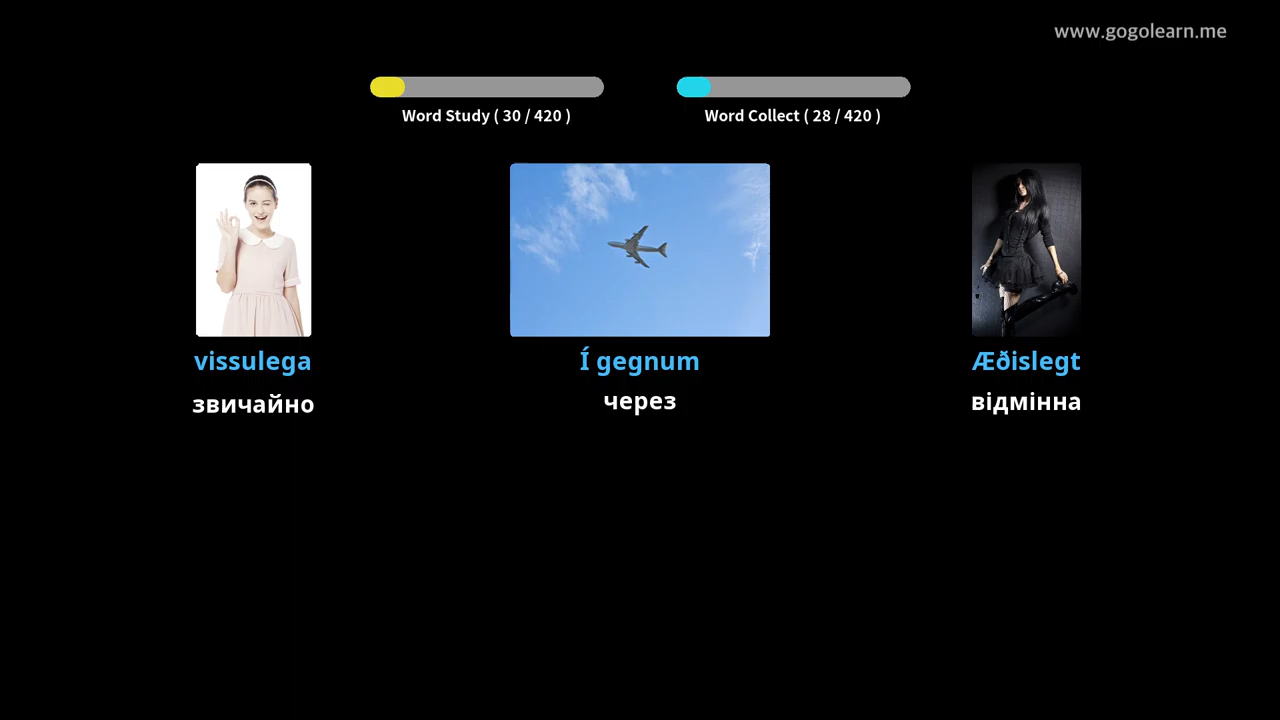 www.gogolearn.me
Word Study ( 30 / 420 )
Word Collect ( 28 / 420 )
vissulega
звичайно
Í gegnum
через
Æðislegt
відмінна